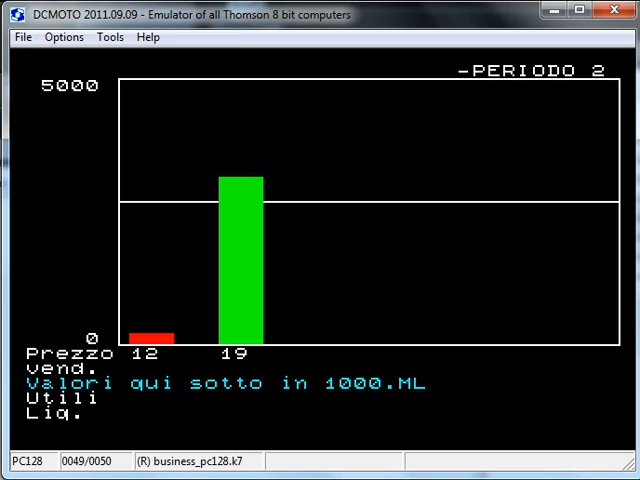 DCMOTO 2011.09.09 - Emulator of all Thomson 8 bit computers
File Options Tools Help
-PERIODO 2
5000
0
Prezzo 12 19
vend.
Valori qui sotto in 1000.ML
Utili
Liq.
PC128 0049/0050 (R) business_pc128.k7